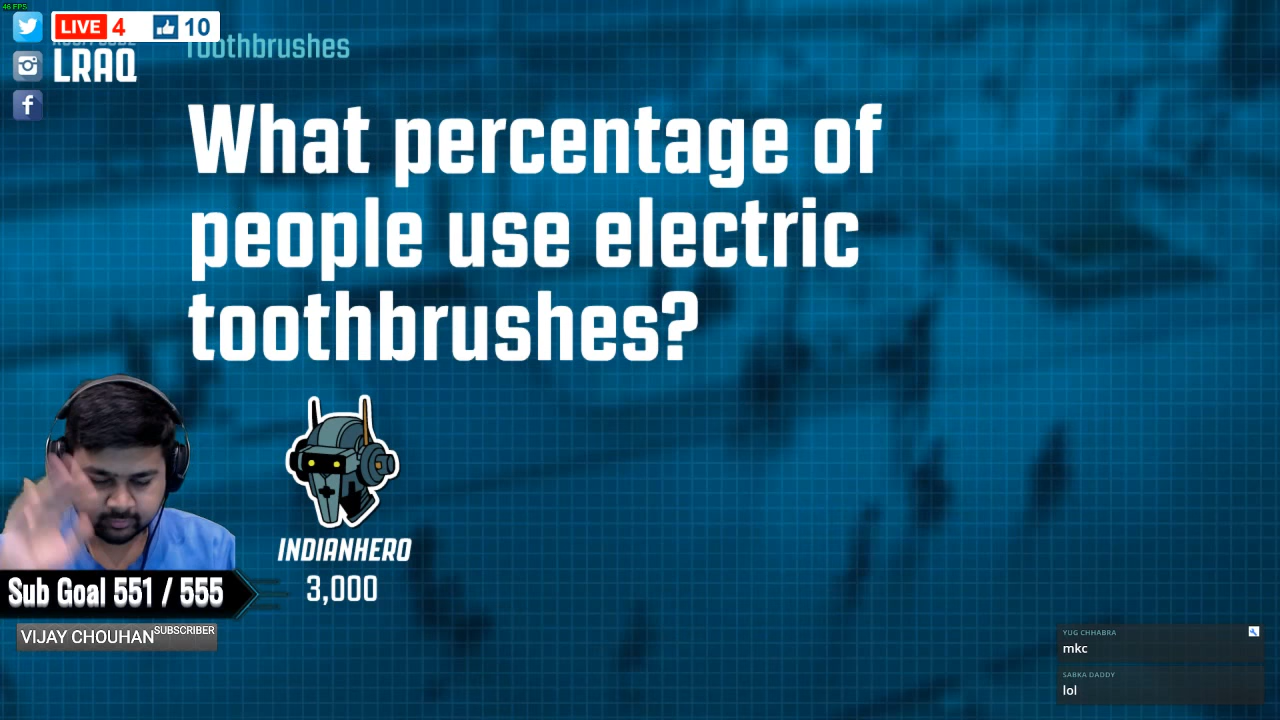 46 FPS
LIVE 4 10
Toothbrushes
LRAQ
What percentage of
people use electric
toothbrushes?
INDIANHERO
3,000
Sub Goal 551 / 555
VIJAY CHOUHAN SUBSCRIBER
YUG CHHABRA
mkc
SABKA DADDY
lol